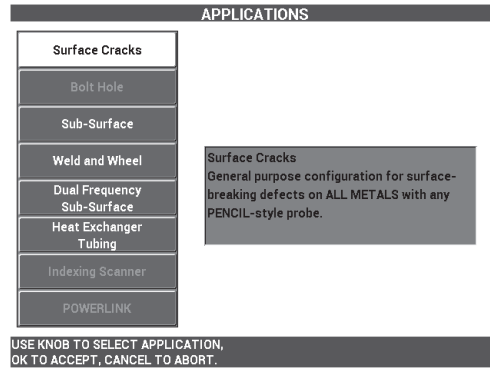 APPLICATIONS
Surface Cracks
Bolt Hole
Sub-Surface
Weld and Wheel
Dual Frequency
Sub-Surface
Heat Exchanger
Tubing
Indexing Scanner
POWERLINK
Surface Cracks
General purpose configuration for surface-
breaking defects on ALL METALS with any
PENCIL-style probe.
USE KNOB TO SELECT APPLICATION,
OK TO ACCEPT, CANCEL TO ABORT.